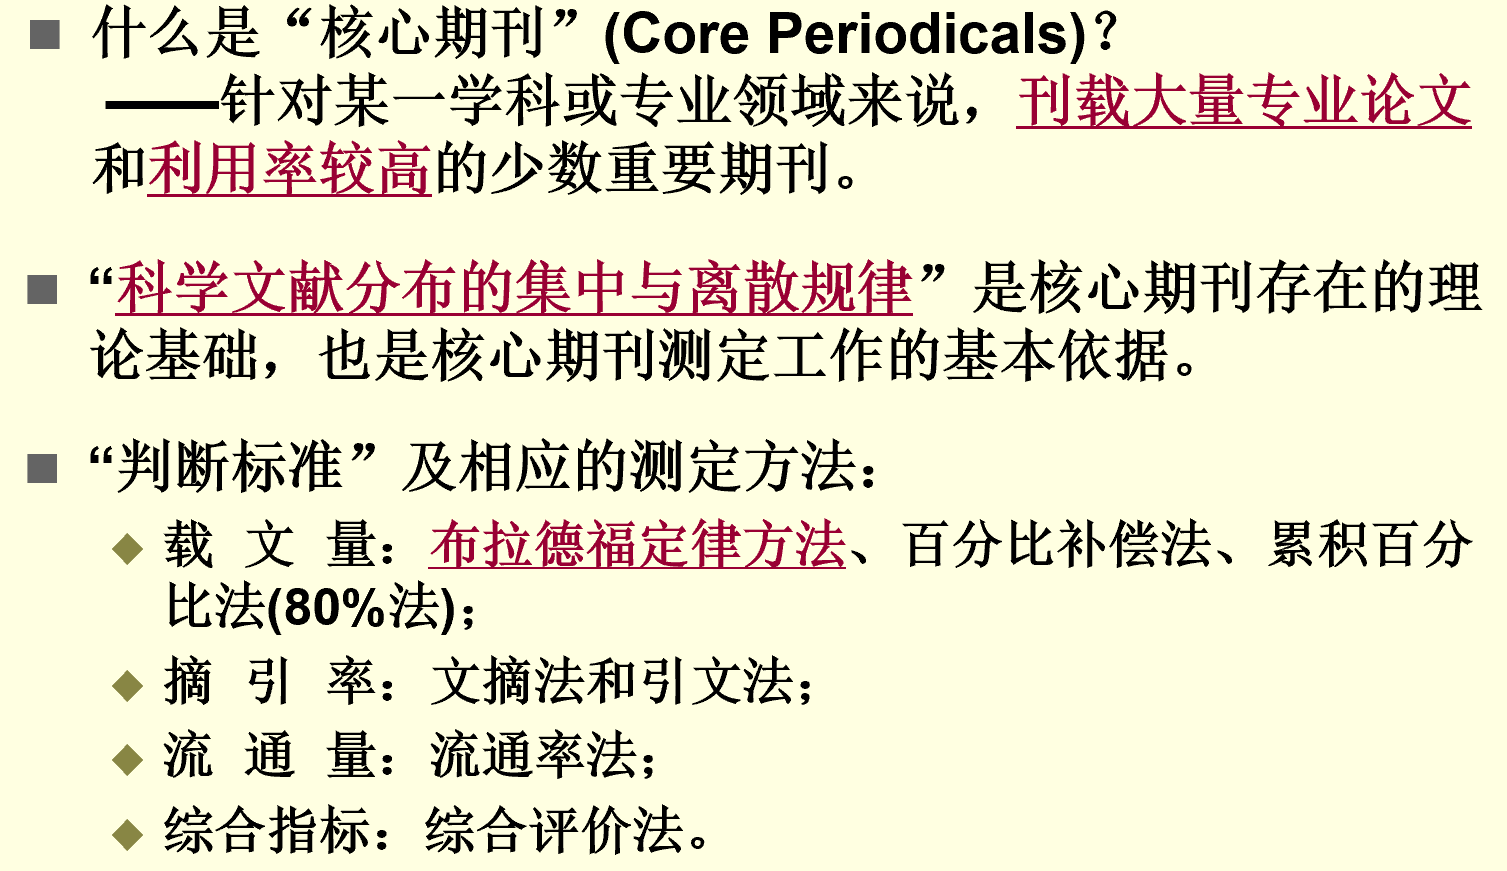 ■ 什么是“核心期刊”(Core Periodicals)?
——针对某一学科或专业领域来说，刊载大量专业论文
和利用率较高的少数重要期刊。
■ “科学文献分布的集中与离散规律”是核心期刊存在的理
论基础，也是核心期刊测定工作的基本依据。
■ “判断标准”及相应的测定方法：
◆ 载 文 量：布拉德福定律方法、百分比补偿法、累积百分
比法(80%法)；
◆ 摘 引 率：文摘法和引文法；
◆ 流 通 量：流通率法；
◆ 综合指标：综合评价法。